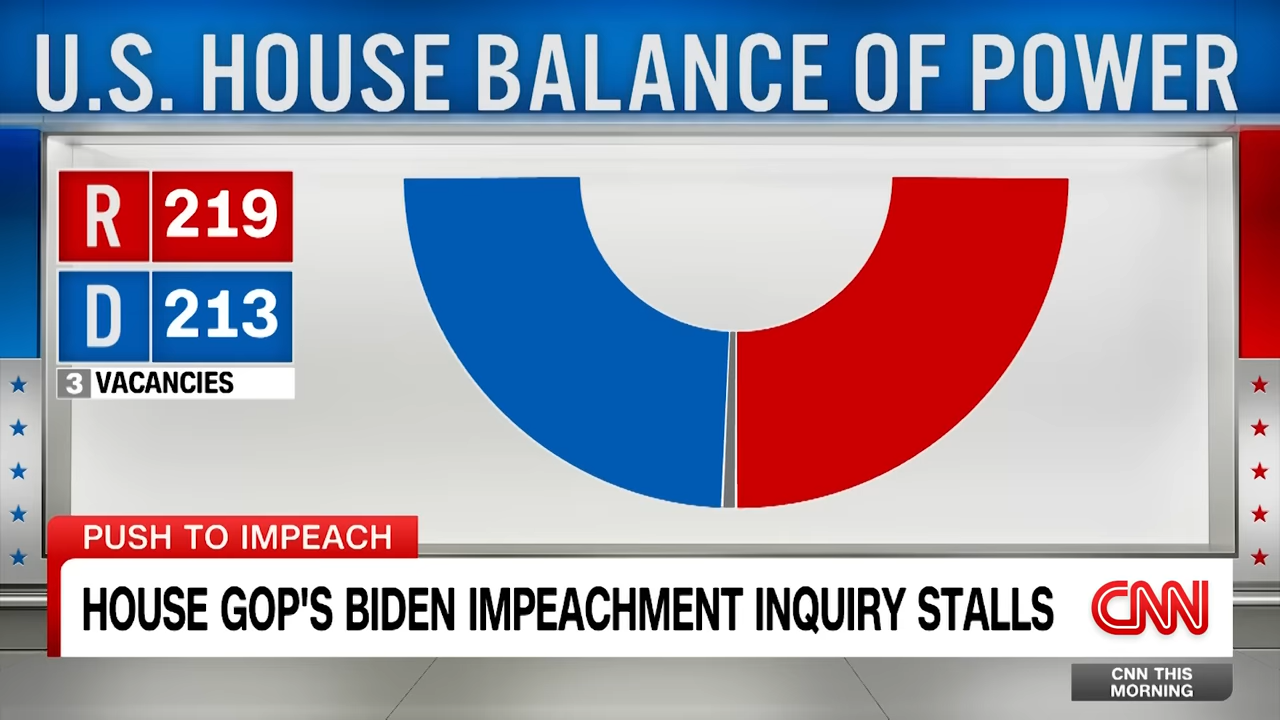 U.S. HOUSE BALANCE OF POWER
R 219
D 213
3 VACANCIES
PUSH TO IMPEACH
HOUSE GOP'S BIDEN IMPEACHMENT INQUIRY STALLS
CNN
CNN THIS
MORNING